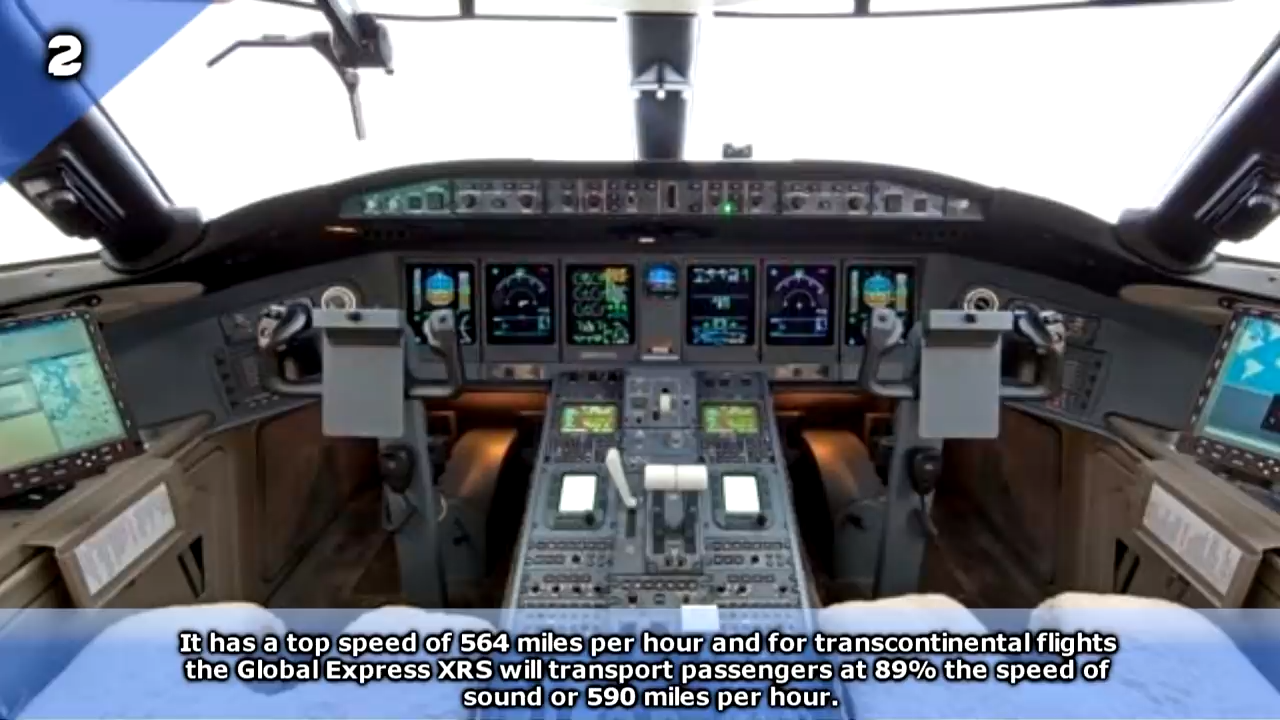 2
It has a top speed of 564 miles per hour and for transcontinental flights
the Global Express XRS will transport passengers at 89% the speed of
sound or 590 miles per hour.